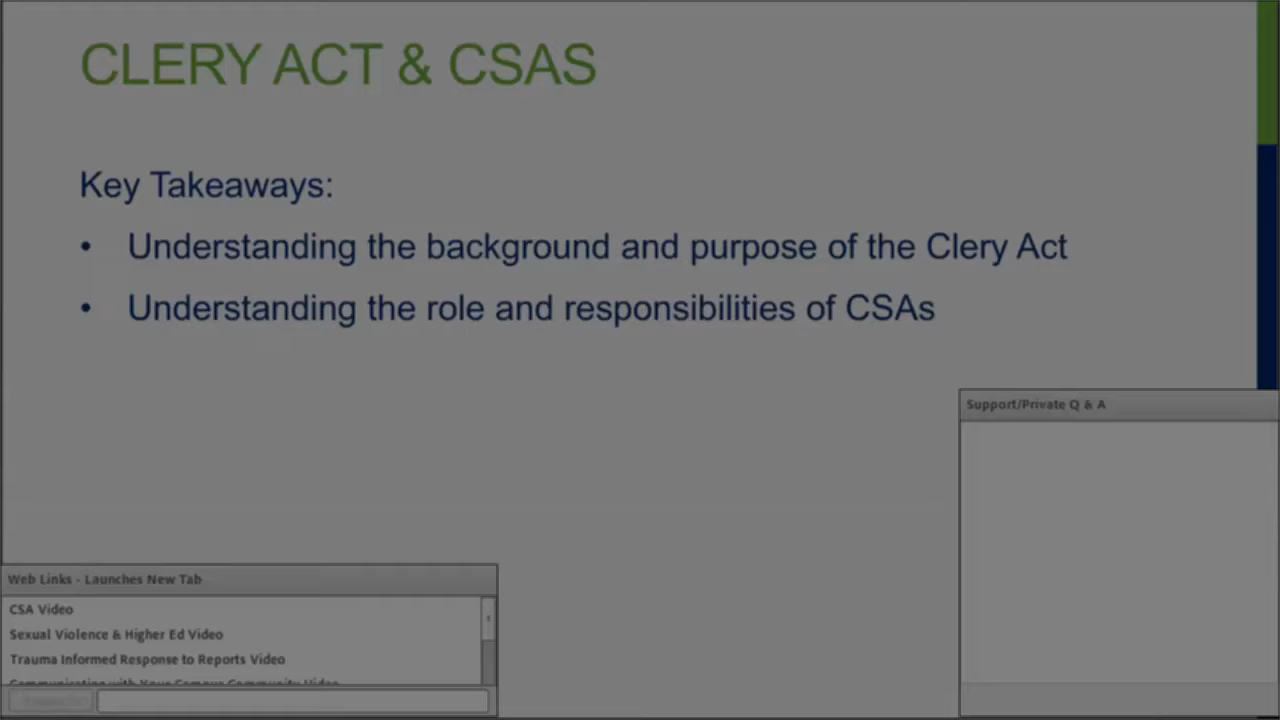 CLERY ACT & CSAS
Key Takeaways:
• Understanding the background and purpose of the Clery Act
• Understanding the role and responsibilities of CSAs
Support/Private Q & A
Web Links - Launches New Tab
CSA Video
Sexual Violence & Higher Ed Video
Trauma Informed Response to Reports Video
Communicating with Your Campus Community Video